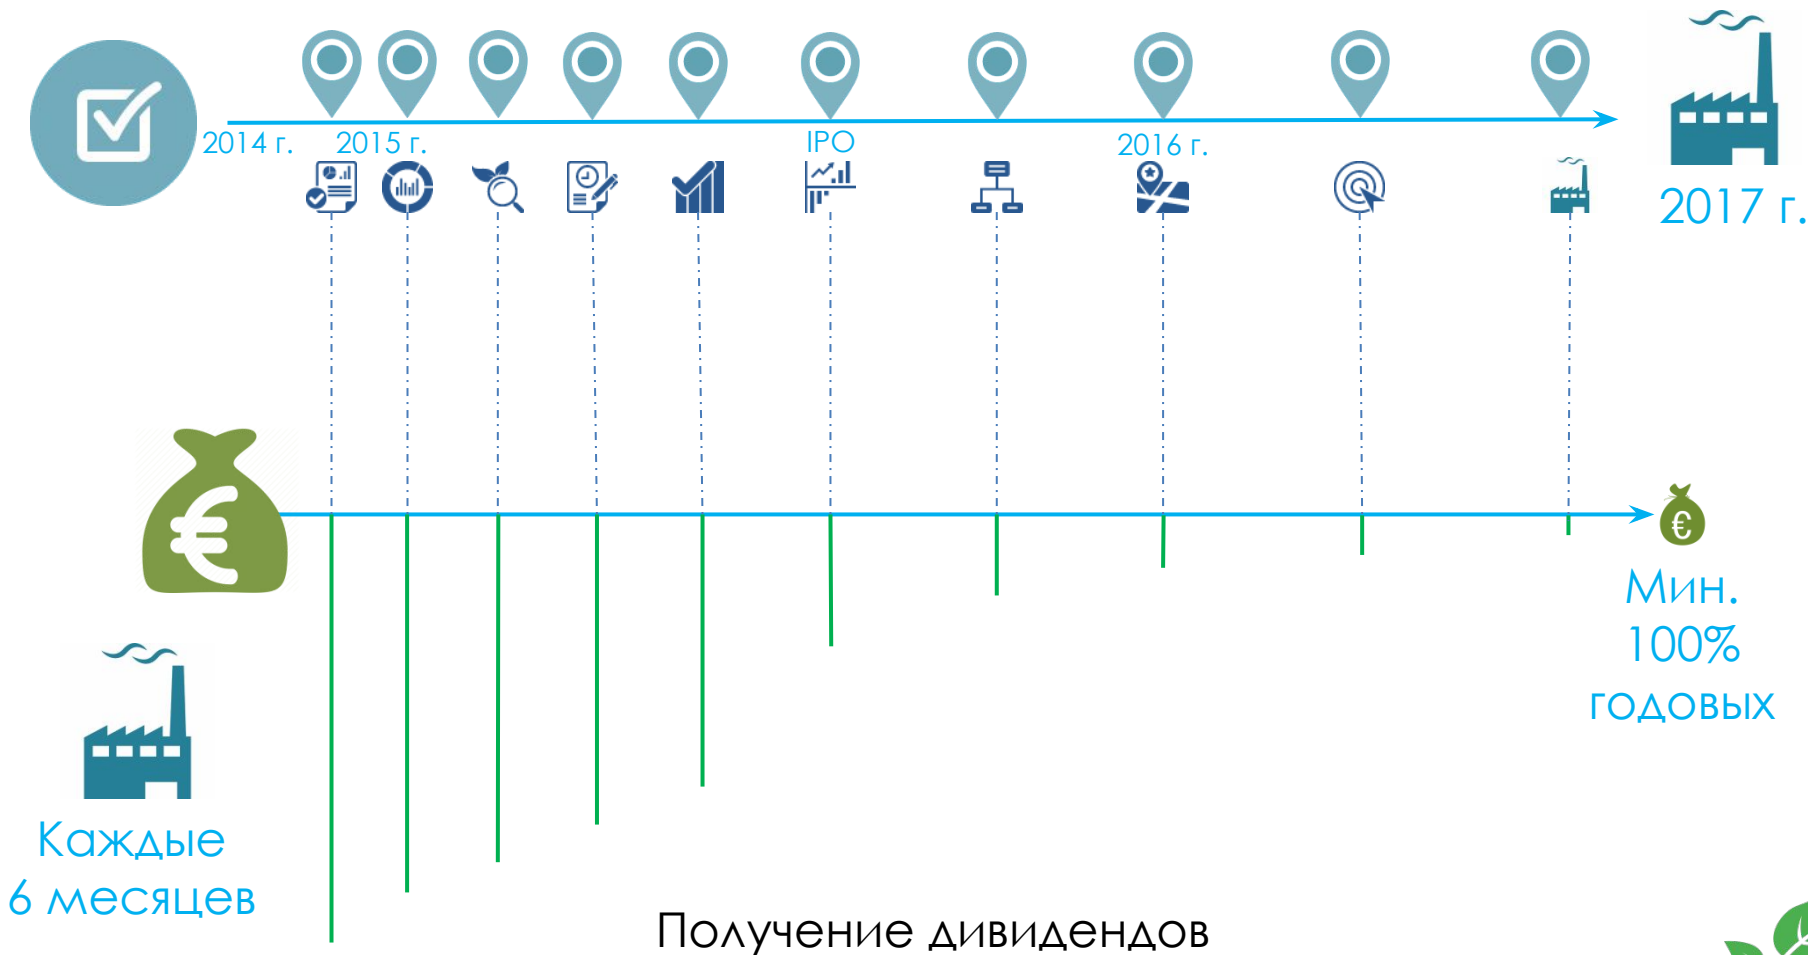 2014 г.
2015 г.
IPO
2016 г.
2017 г.
€
€
Мин.
100%
годовых
Каждые
6 месяцев
Получение дивидендов